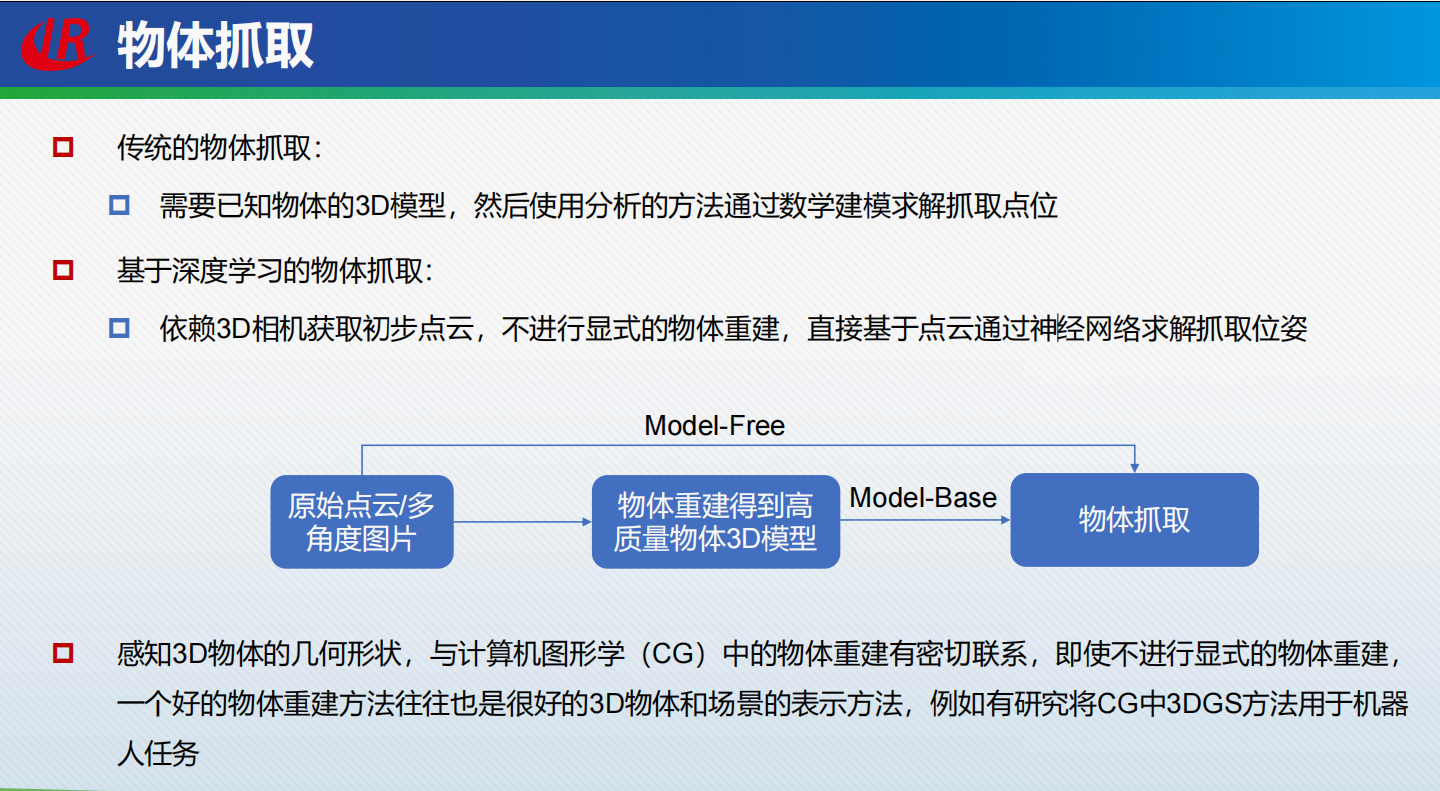 IR 物体抓取
传统的物体抓取：
需要已知物体的3D模型，然后使用分析的方法通过数学建模求解抓取点位
基于深度学习的物体抓取：
依赖3D相机获取初步点云，不进行显式的物体重建，直接基于点云通过神经网络求解抓取位姿
Model-Free
原始点云/多
角度图片
物体重建得到高
质量物体3D模型
Model-Base
物体抓取
感知3D物体的几何形状，与计算机图形学（CG）中的物体重建有密切联系，即使不进行显式的物体重建，
一个好的物体重建方法往往也是很好的3D物体和场景的表示方法，例如有研究将CG中3DGS方法用于机器
人任务